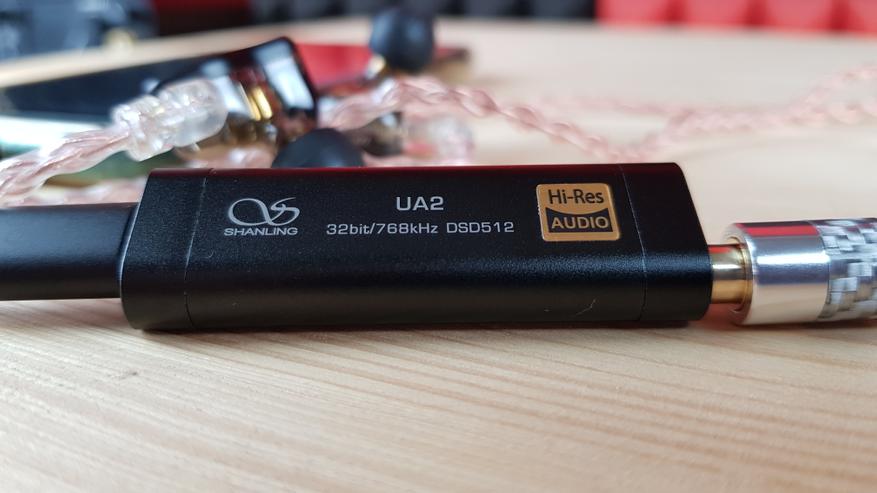 SHANLING
UA2
32bit/768kHz DSD512
Hi-Res
AUDIO